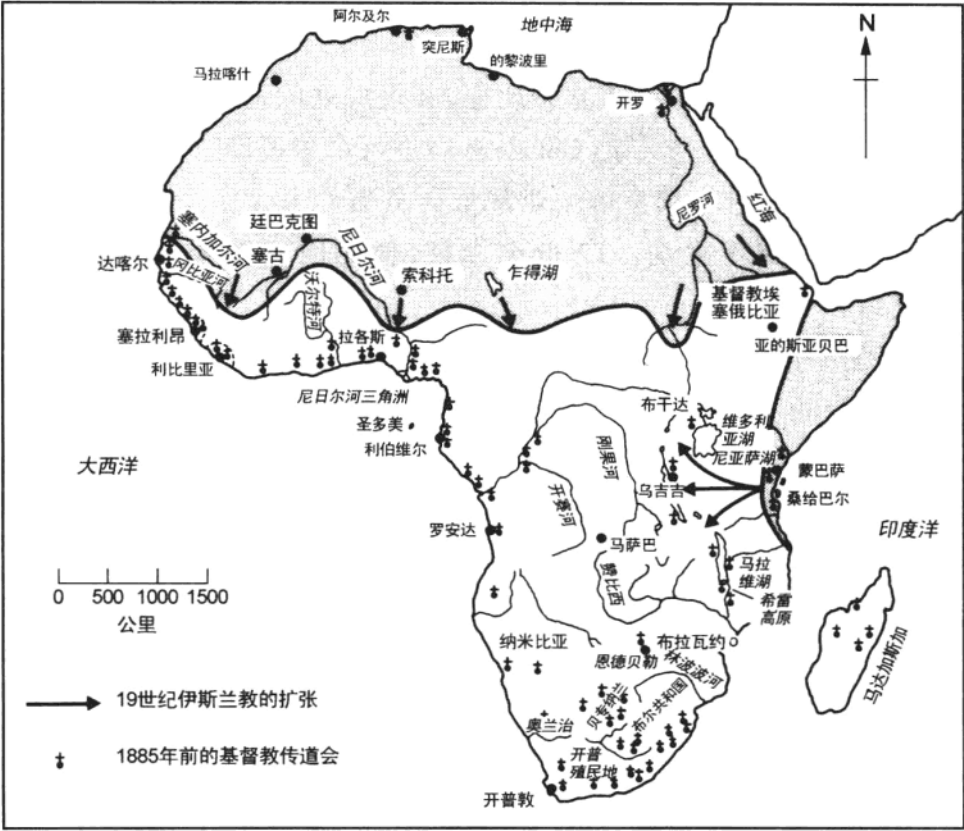 阿尔及尔
地中海
N
突尼斯
的黎波里
马拉喀什
开罗
红海
尼罗河
塞内加尔河
廷巴克图
尼日尔河
达喀尔
冈比亚河
塞古
索科托
乍得湖
沃尔特河
基督教埃
塞俄比亚
塞拉利昂
拉各斯
亚的斯亚贝巴
利比里亚
尼日尔河三角洲
布干达
维多利
亚湖
圣多美
利伯维尔
刚果河
尼亚萨湖
大西洋
蒙巴萨
乌吉吉
桑给巴尔
开赛河
印度洋
罗安达
马萨巴
马拉
维湖
赞比西
希雷
高原
0 500 1000 1500
公里
纳米比亚
布拉瓦约
恩德贝勒
林波波河
马达加斯加
贝专纳兰
布尔共和国
19世纪伊斯兰教的扩张
奥兰治
开普
殖民地
1885年前的基督教传道会
开普敦